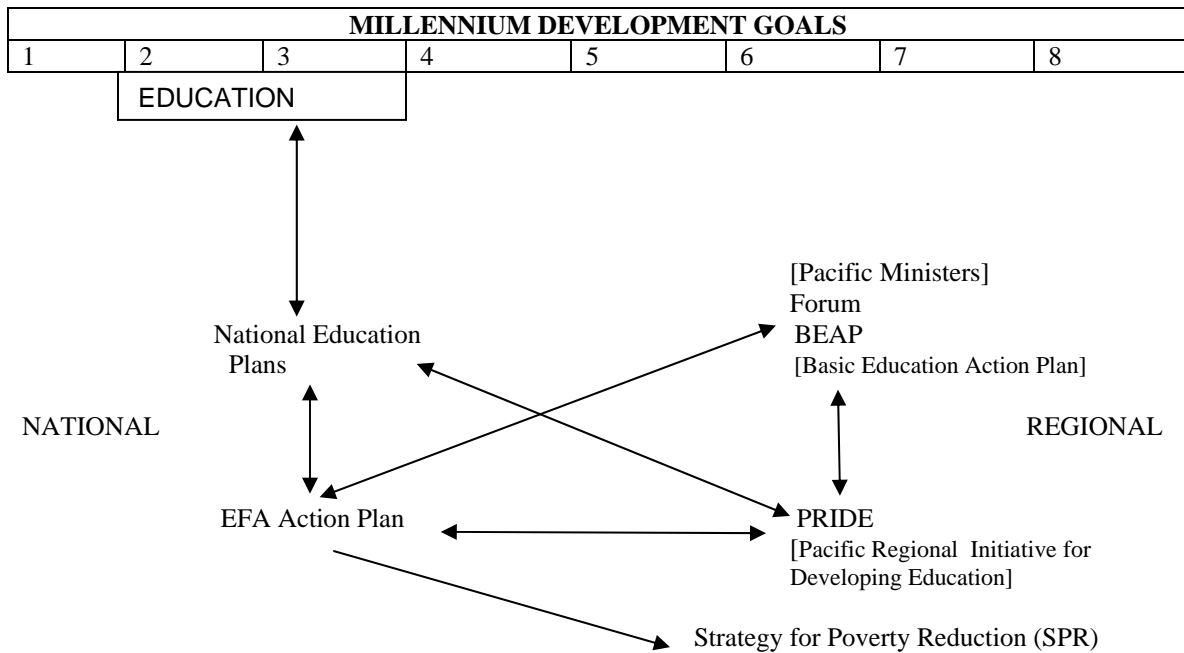 MILLENNIUM DEVELOPMENT GOALS
1 2 3 4 5 6 7 8
EDUCATION
[Pacific Ministers]
Forum
BEAP
[Basic Education Action Plan]
National Education
Plans
NATIONAL
REGIONAL
EFA Action Plan
PRIDE
[Pacific Regional Initiative for
Developing Education]
Strategy for Poverty Reduction (SPR)